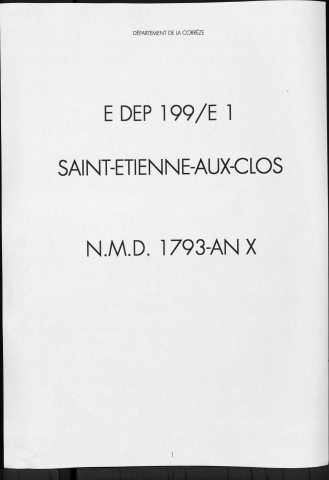 DÉPARTEMENT DE LA CORRÈZE
E DEP 199/E 1
SAINT-ETIENNE-AUX-CLOS
N.M.D. 1793-AN X
1